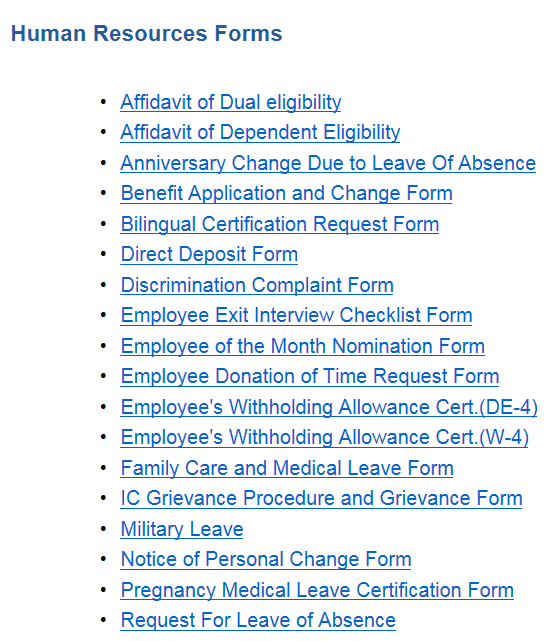 Human Resources Forms
• Affidavit of Dual eligibility
• Affidavit of Dependent Eligibility
• Anniversary Change Due to Leave Of Absence
• Benefit Application and Change Form
• Bilingual Certification Request Form
• Direct Deposit Form
• Discrimination Complaint Form
• Employee Exit Interview Checklist Form
• Employee of the Month Nomination Form
• Employee Donation of Time Request Form
• Employee's Withholding Allowance Cert.(DE-4)
• Employee's Withholding Allowance Cert.(W-4)
• Family Care and Medical Leave Form
• IC Grievance Procedure and Grievance Form
• Military Leave
• Notice of Personal Change Form
• Pregnancy Medical Leave Certification Form
• Request For Leave of Absence